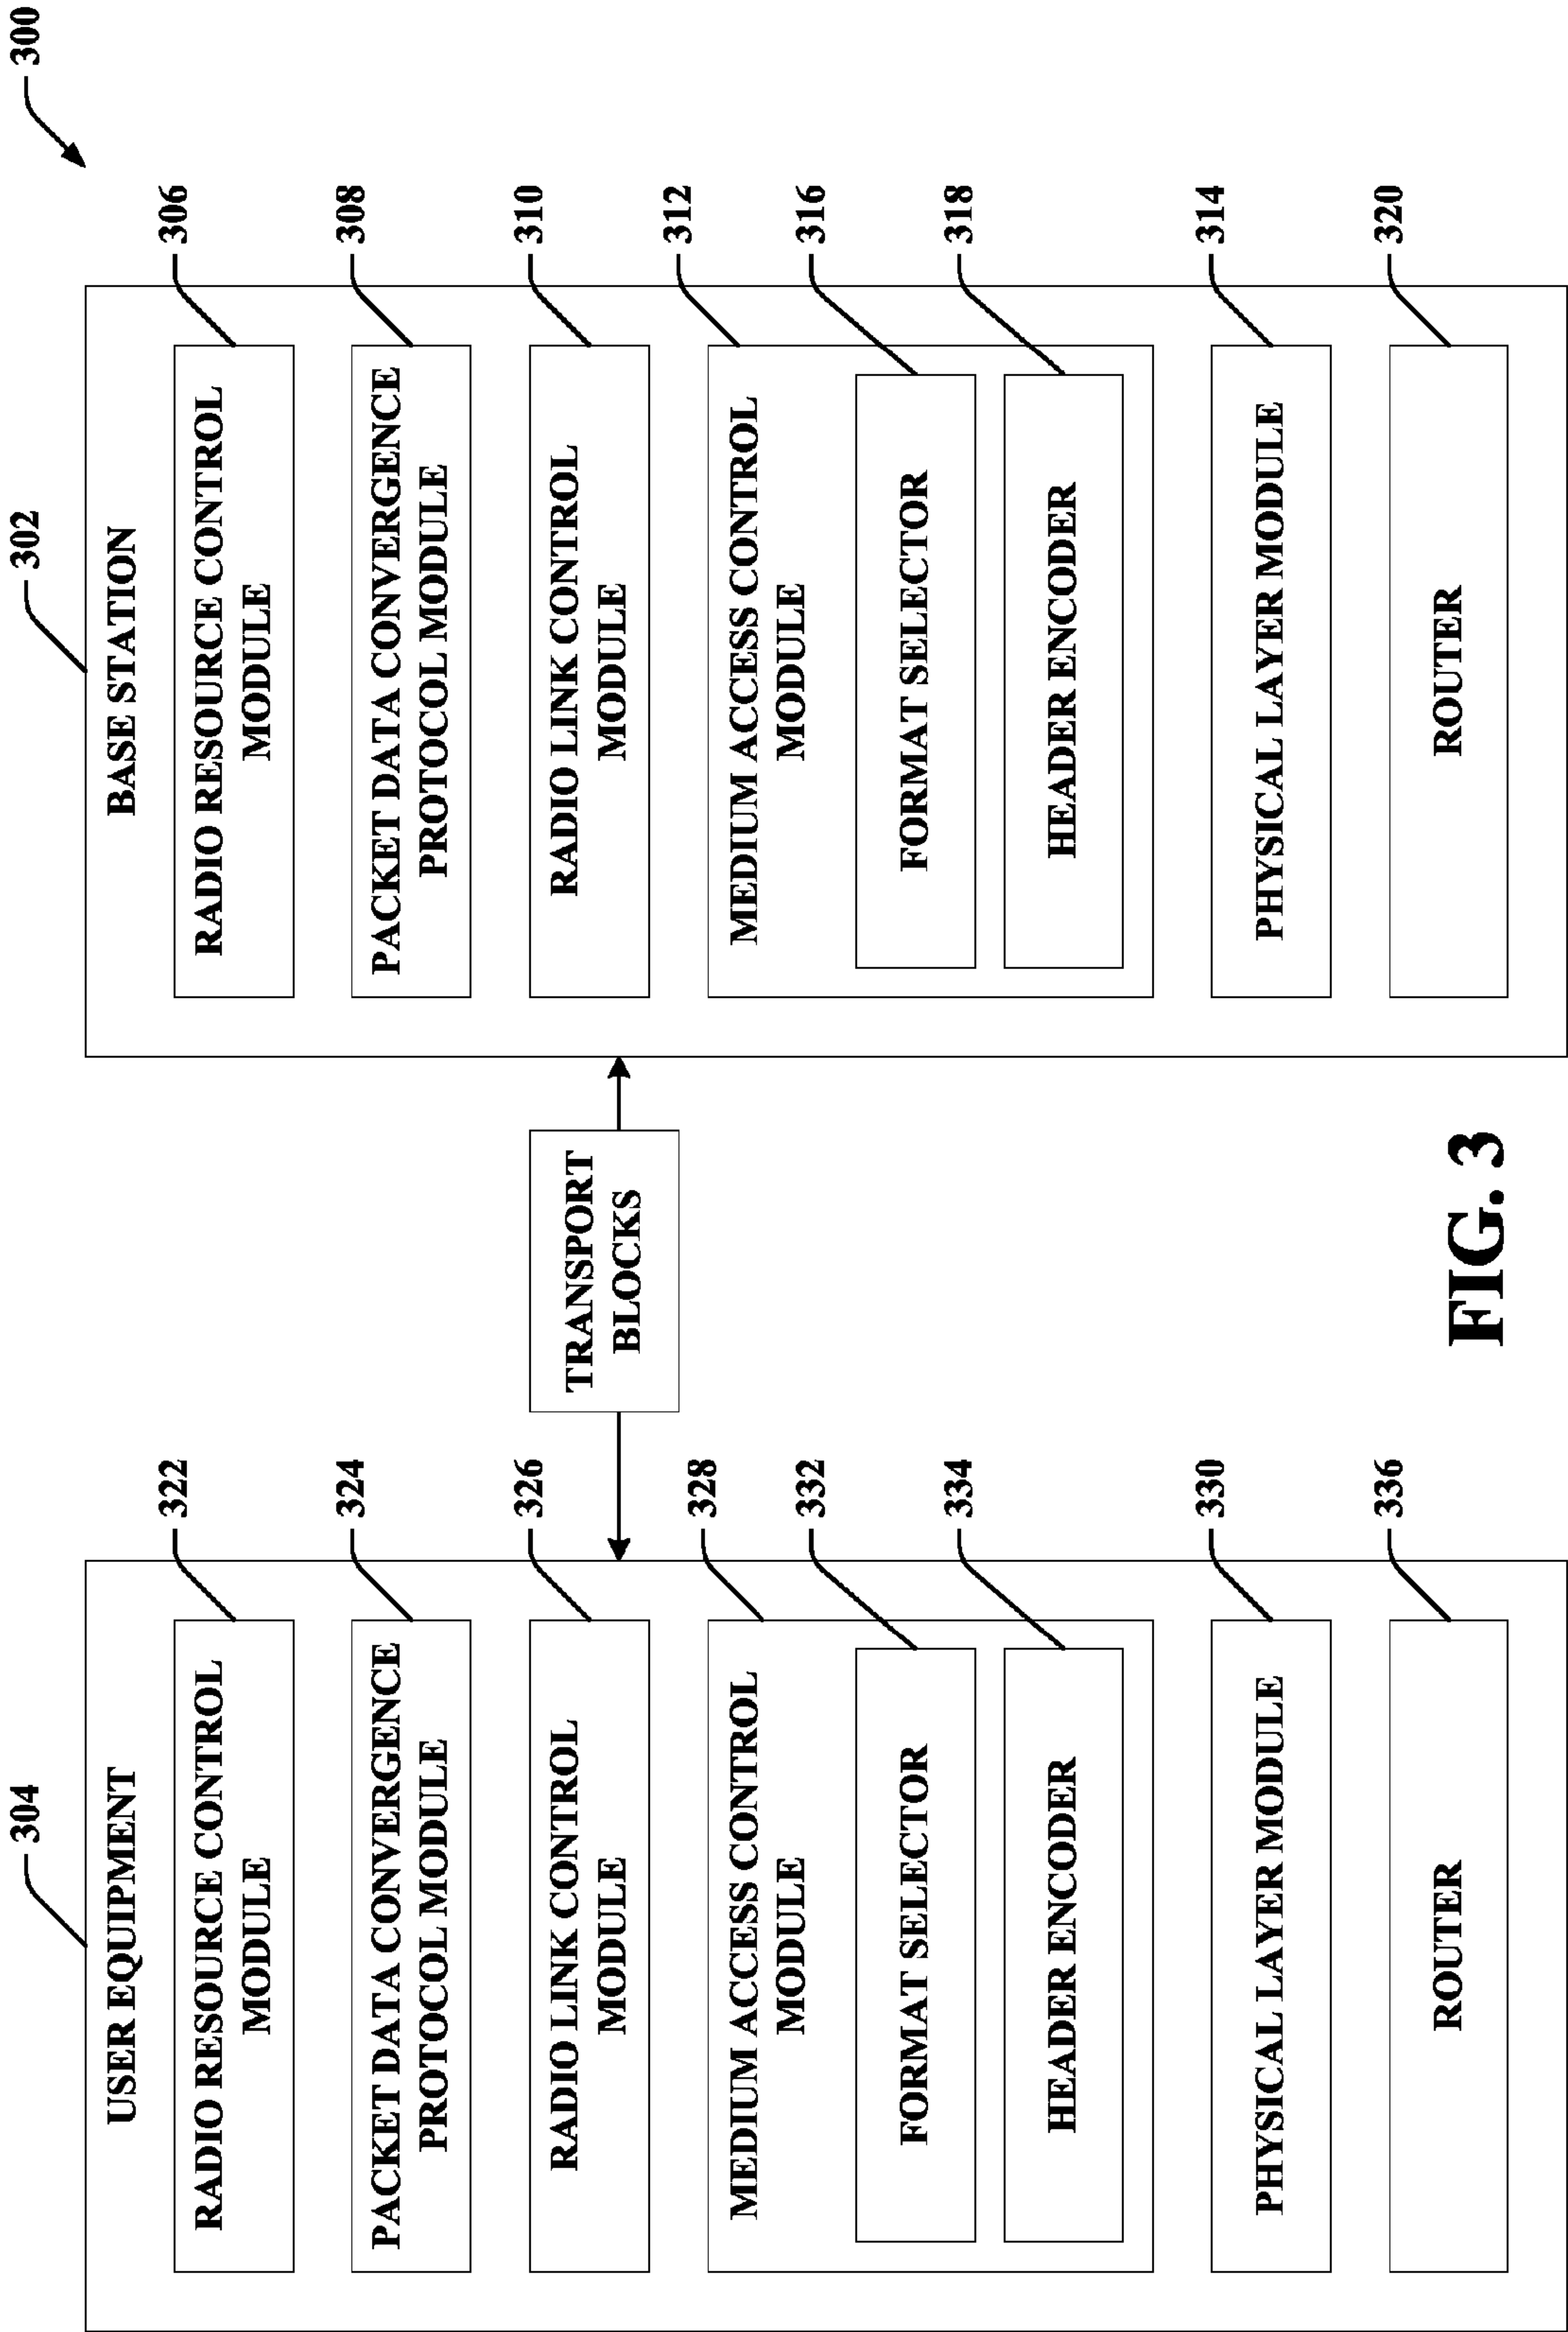 300
304
USER EQUIPMENT
322
RADIO RESOURCE CONTROL
MODULE
324
PACKET DATA CONVERGENCE
PROTOCOL MODULE
326
RADIO LINK CONTROL
MODULE
328
MEDIUM ACCESS CONTROL
MODULE
332
FORMAT SELECTOR
334
HEADER ENCODER
330
PHYSICAL LAYER MODULE
336
ROUTER
TRANSPORT
BLOCKS
302
BASE STATION
306
RADIO RESOURCE CONTROL
MODULE
308
PACKET DATA CONVERGENCE
PROTOCOL MODULE
310
RADIO LINK CONTROL
MODULE
312
MEDIUM ACCESS CONTROL
MODULE
316
FORMAT SELECTOR
318
HEADER ENCODER
314
PHYSICAL LAYER MODULE
320
ROUTER
FIG. 3